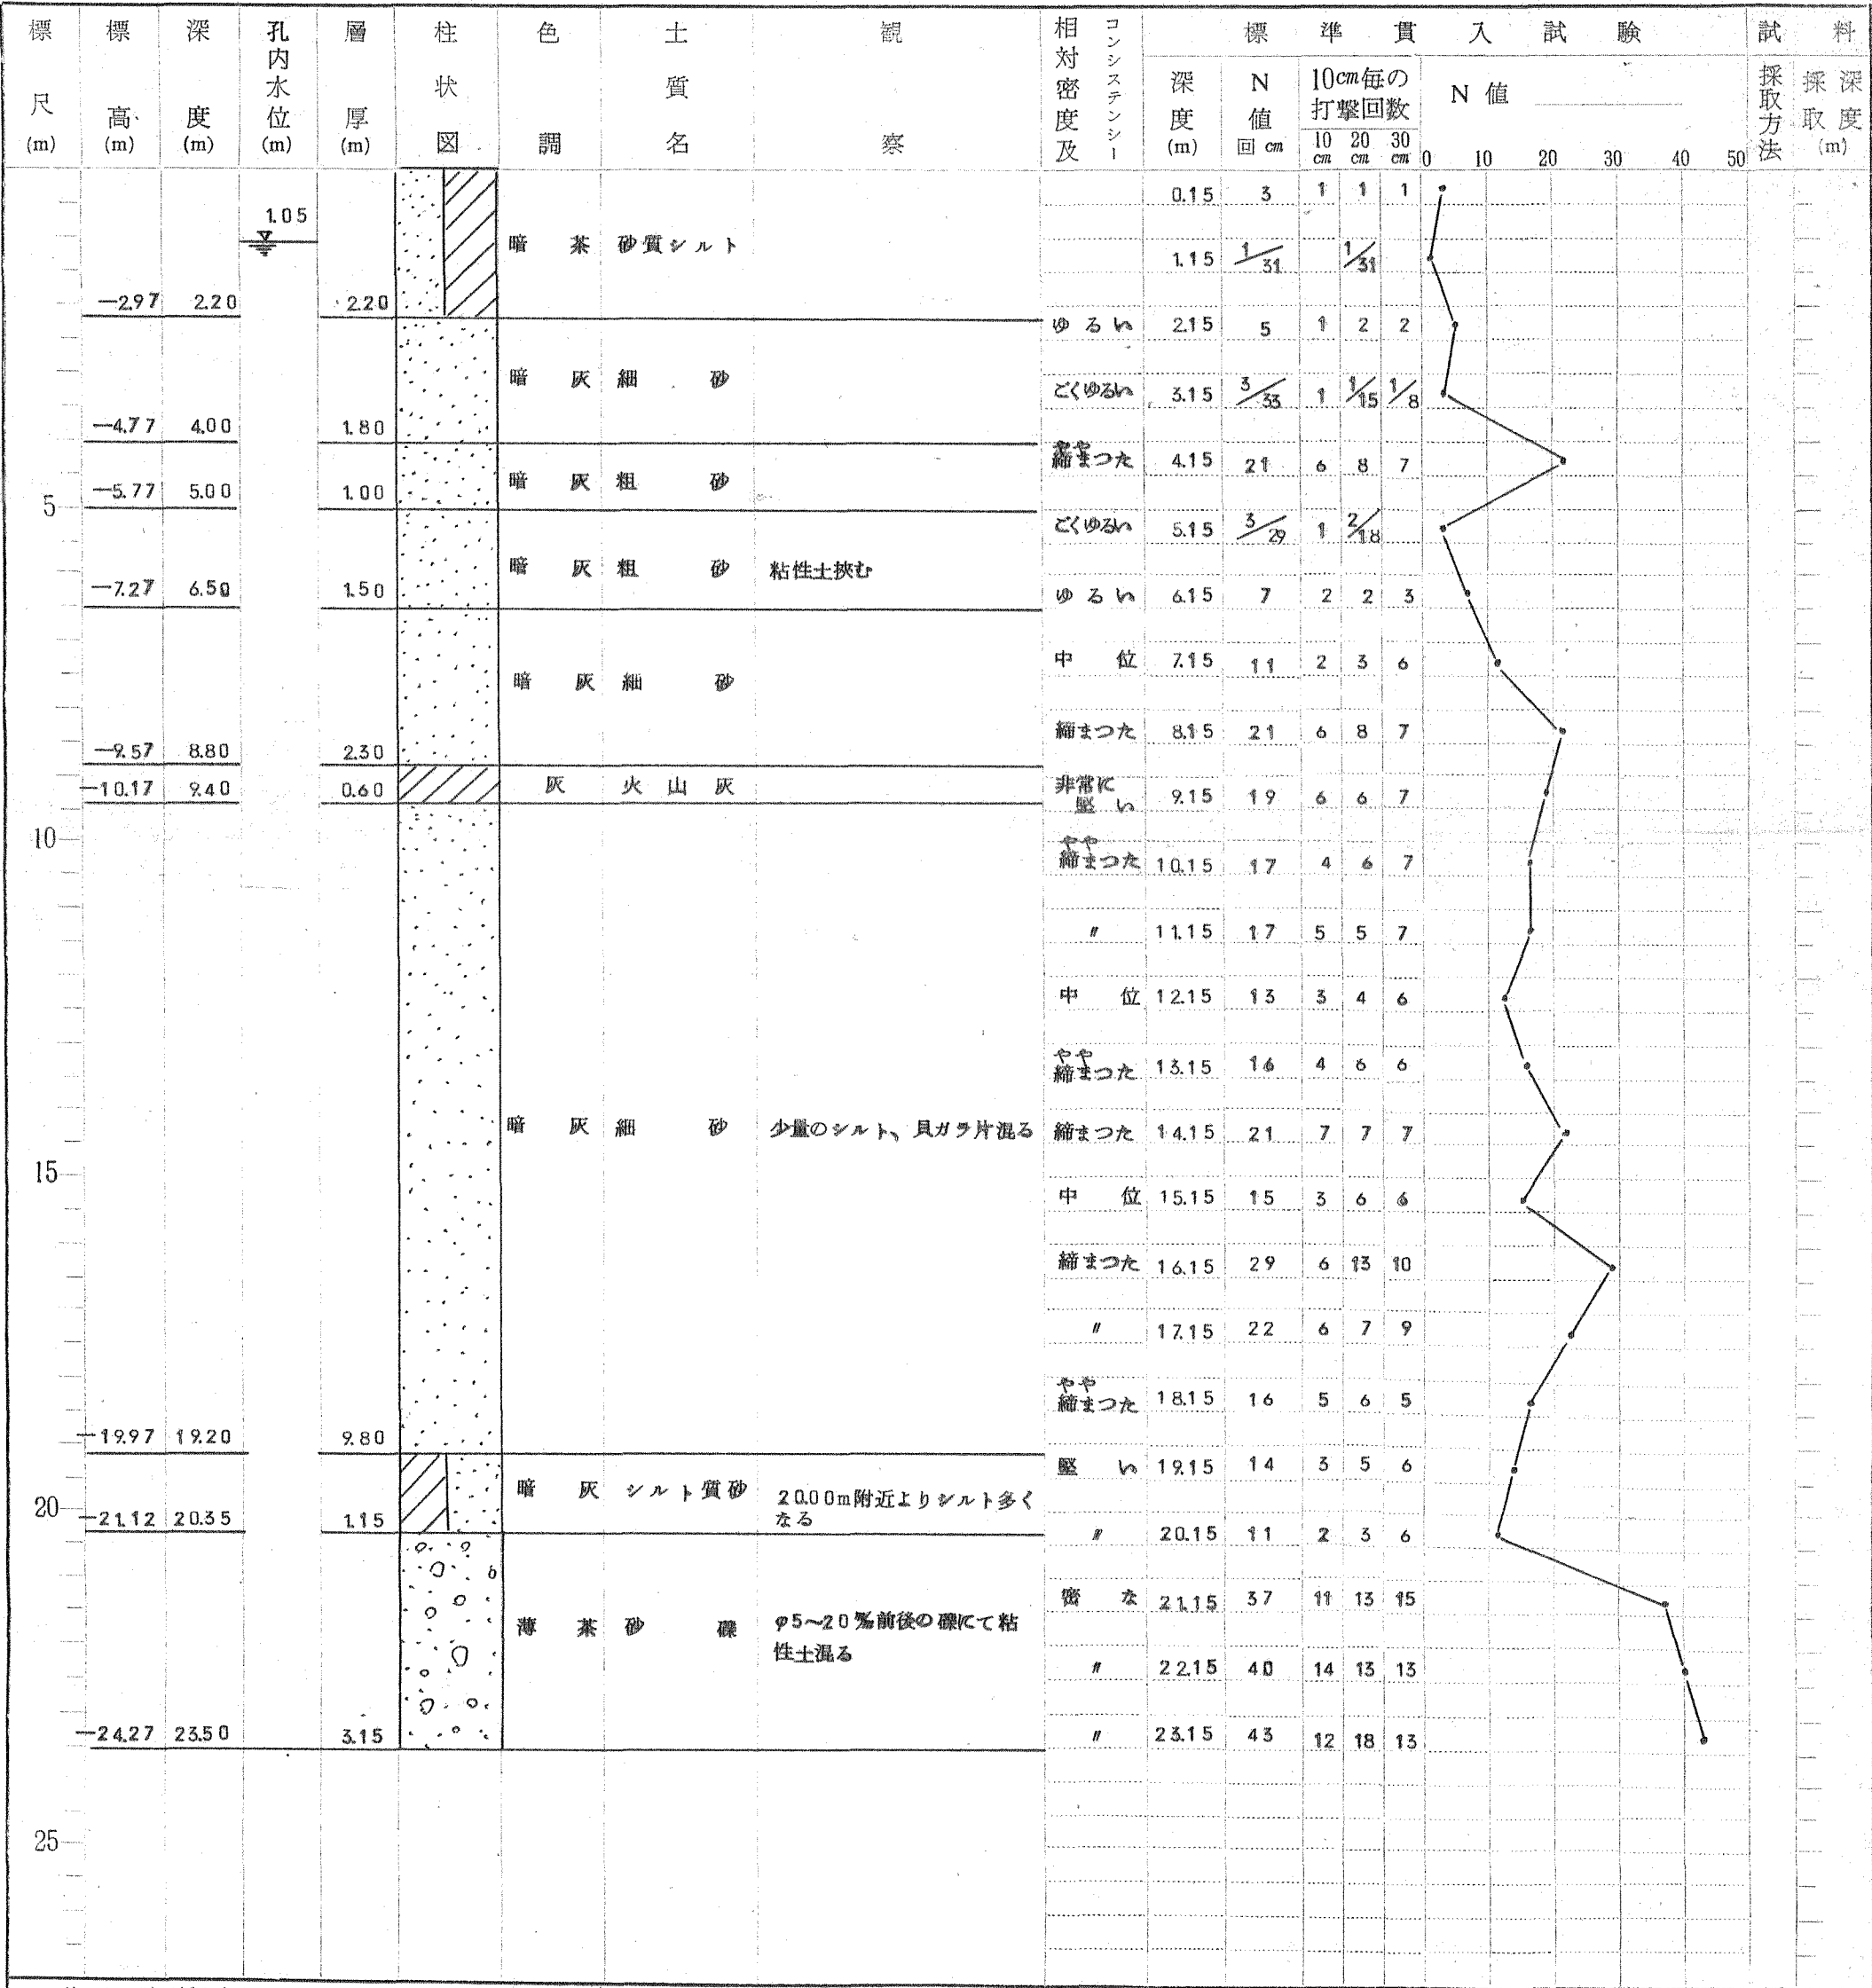 標尺(m) 標高(m) 深度(m) 孔内水位(m) 層厚(m) 柱状図 色調 土質名 観察 相対密度及コンシステンシー 標準貫入試験 試料
深度(m) N値 回cm 10cm毎の打撃回数 N値 採取方法 採取深度(m)
10cm 20cm 30cm 0 10 20 30 40 50
0.15 3 1 1 1
1.05
暗茶 砂質シルト 1.15 1/31 1/31
-2.97 2.20 2.20
ゆるい 2.15 5 1 2 2
暗灰 細砂 ごくゆるい 3.15 3/33 1 1/15 1/8
-4.77 4.00 1.80
やや締まつた 4.15 21 6 8 7
暗灰 粗砂
-5.77 5.00 1.00
5
ごくゆるい 5.15 3/29 1 2/18
暗灰 粗砂 粘性土挾む
-7.27 6.50 1.50 ゆるい 6.15 7 2 2 3
中位 7.15 11 2 3 6
暗灰 細砂
締まつた 8.15 21 6 8 7
-9.57 8.80 2.30
-10.17 9.40 0.60 灰 火山灰 非常に堅い 9.15 19 6 6 7
10
やや締まつた 10.15 17 4 6 7
〃 11.15 17 5 5 7
中位 12.15 13 3 4 6
やや締まつた 13.15 16 4 6 6
暗灰 細砂 少量のシルト、貝ガラ片混る 締まつた 14.15 21 7 7 7
15
中位 15.15 15 3 6 6
締まつた 16.15 29 6 13 10
〃 17.15 22 6 7 9
やや締まつた 18.15 16 5 6 5
-19.97 19.20 9.80
堅い 19.15 14 3 5 6
暗灰 シルト質砂 20.00m附近よりシルト多く
なる
20
-21.12 20.35 1.15
〃 20.15 11 2 3 6
密な 21.15 37 11 13 15
薄茶 砂礫 φ5~20㎜前後の礫にて粘
性土混る
〃 22.15 40 14 13 13
-24.27 23.50 3.15 〃 23.15 43 12 18 13
25